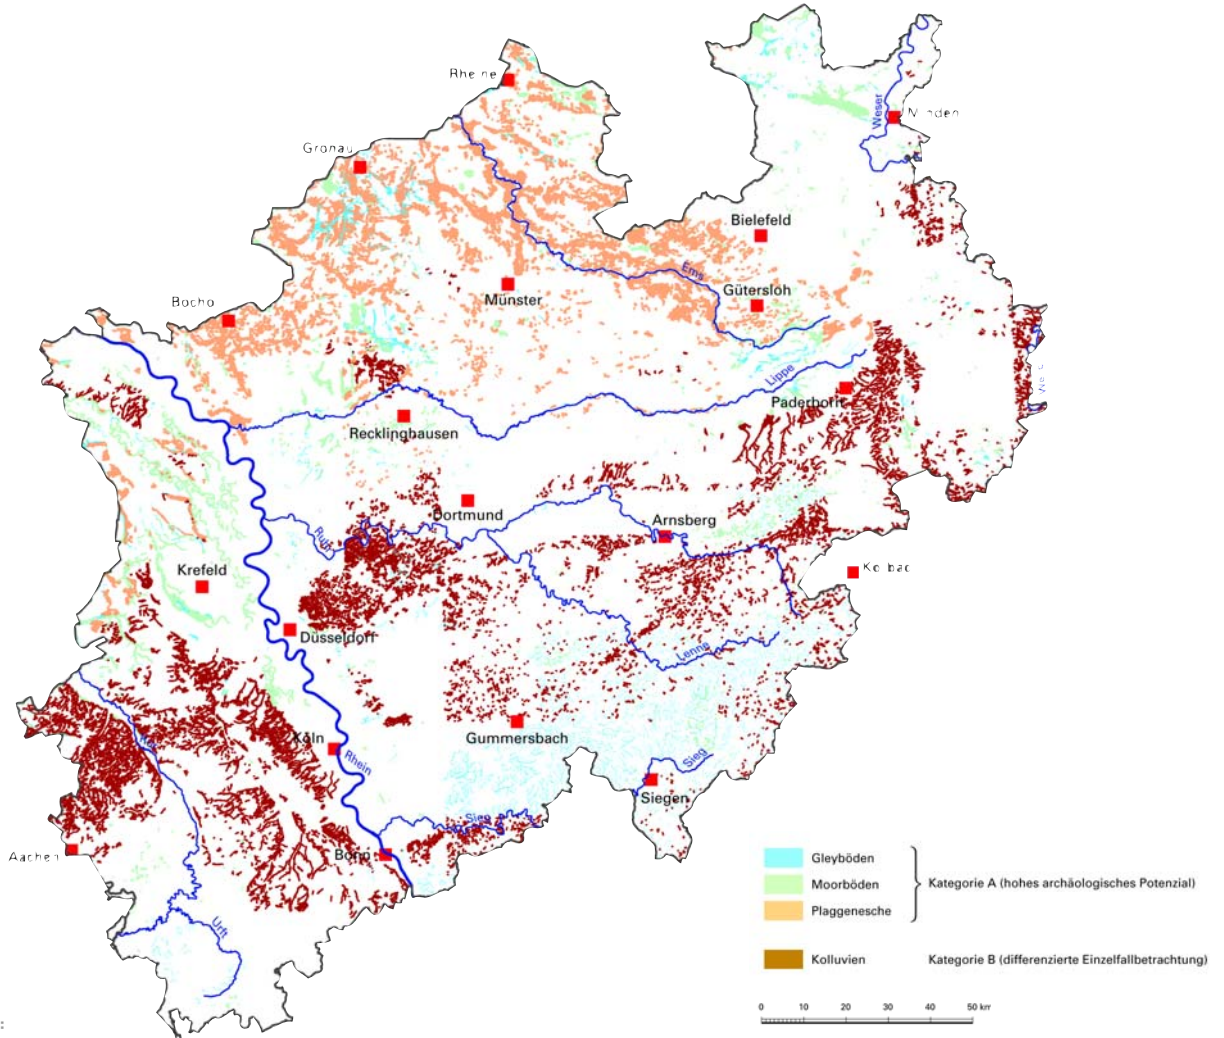 Rheine
Minden
Weser
Gronau
Bielefeld
Ems
Gütersloh
Münster
Bocho
Lippe
Paderborn
Recklinghausen
Dortmund
Arnsberg
Ruhr
Krefeld
Düsseldorf
Lenne
Gummersbach
Köln
Rhein
Sieg
Siegen
Sieg
Bonn
Aachen
Urft
Gleyböden
Moorböden
Kategorie A (hohes archäologisches Potenzial)
Plaggenesche
Kolluvien
Kategorie B (differenzierte Einzelfallbetrachtung)
0 10 20 30 40 50 km